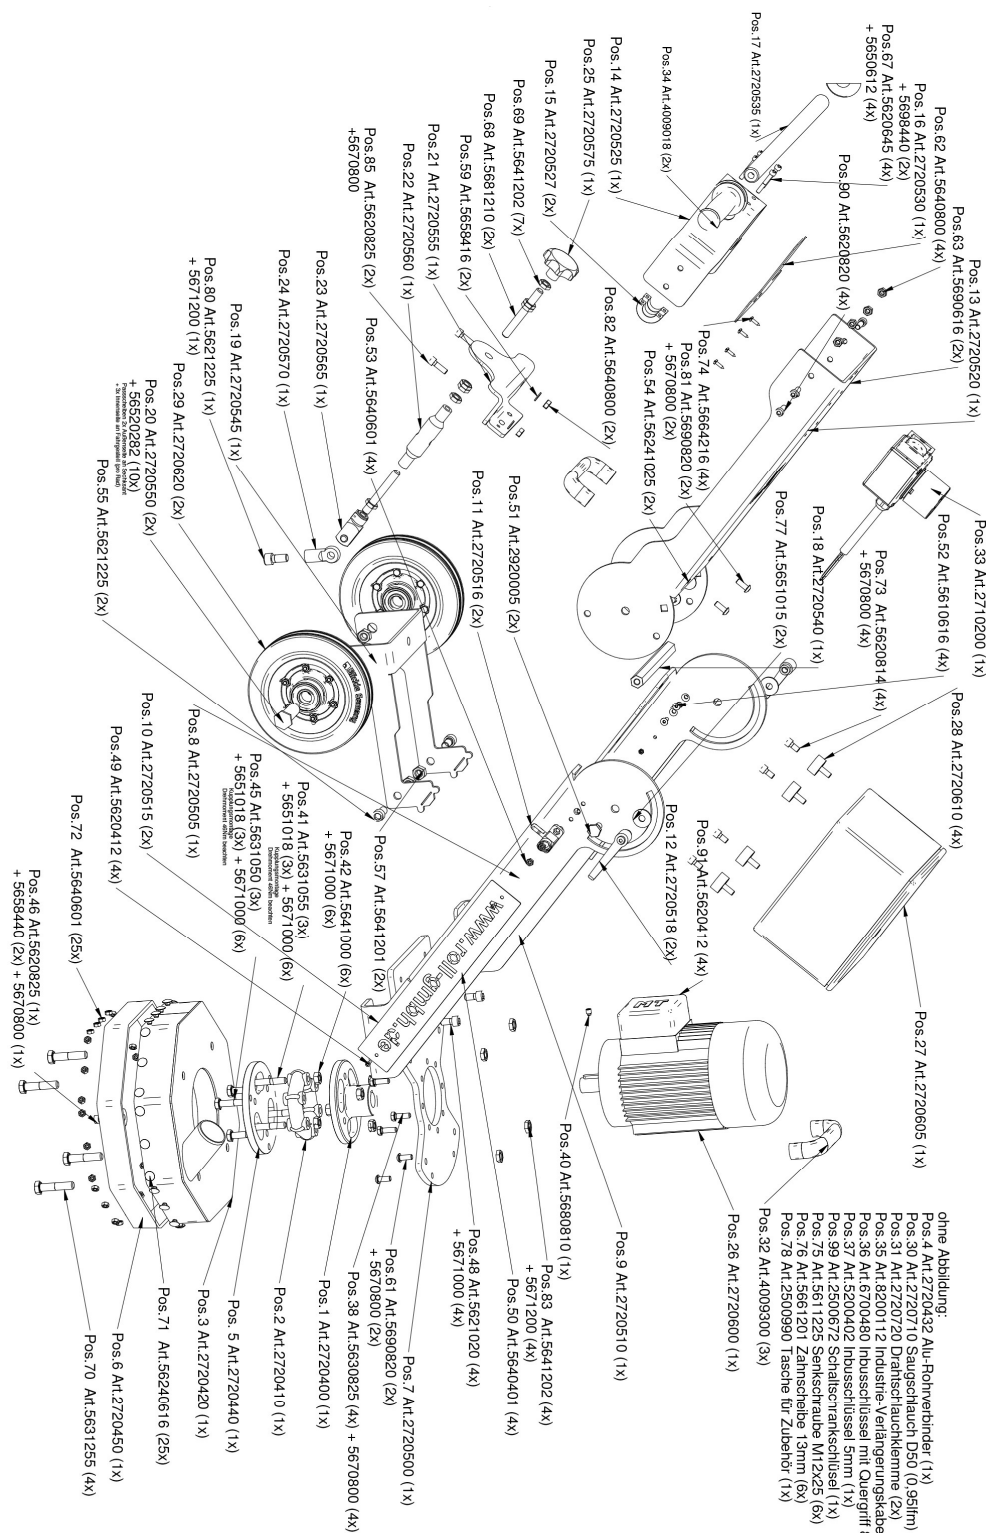 Pos.17 Art.2720535 (1x)
Pos.67 Art.5620645 (4x)
+ 5650612 (4x)
Pos.16 Art.2720530 (1x)
+ 5698440 (2x)
Pos.62 Art.5640800 (4x)
Pos.63 Art.5690616 (2x)
Pos.13 Art.2720520 (1x)
Pos.90 Art.5620820 (4x)
Pos.34 Art.4009018 (2x)
Pos.14 Art.2720525 (1x)
Pos.25 Art.2720575 (1x)
Pos.15 Art.2720527 (2x)
Pos.69 Art.5641202 (7x)
Pos.68 Art.5681210 (2x)
Pos.59 Art.5658416 (2x)
Pos.21 Art.2720555 (1x)
Pos.22 Art.2720560 (1x)
Pos.85 Art.5620825 (2x)
+5670800
Pos.53 Art.5640601 (4x)
Pos.23 Art.2720565 (1x)
Pos.24 Art.2720570 (1x)
Pos.80 Art.5621225 (1x)
+ 5671200 (1x)
Pos.19 Art.2720545 (1x)
Pos.29 Art.2720620 (2x)
Pos.20 Art.2720550 (2x)
+ 56520282 (10x)
Pos.55 Art.5621225 (2x)
Pos.82 Art.5640800 (2x)
Pos.74 Art.5664216 (4x)
Pos.81 Art.5690820 (2x)
+ 5670800 (2x)
Pos.54 Art.56241025 (2x)
Pos.11 Art.2720516 (2x)
Pos.51 Art.2920005 (2x)
Pos.77 Art.5651015 (2x)
Pos.18 Art.2720540 (1x)
Pos.73 Art.5620814 (4x)
+ 5670800 (4x)
Pos.52 Art.5610616 (4x)
Pos.33 Art.2710200 (1x)
Pos.28 Art.2720610 (4x)
Pos.12 Art.2720518 (2x)
Pos.91 Art.5620412 (4x)
Pos.27 Art.2720605 (1x)
Pos.57 Art.5641201 (2x)
Pos.42 Art.5641000 (6x)
+ 5671000 (6x)
Pos.41 Art.5631055 (3x)
+ 5651018 (3x) + 5671000 (6x)
Kupplungsmontage
Drehmoment 48Nm beachten
Pos.45 Art.5631050 (3x)
+ 5651018 (3x) + 5671000 (6x)
Kupplungsmontage
Drehmoment 48Nm beachten
Pos.8 Art.2720505 (1x)
Pos.10 Art.2720515 (2x)
Pos.49 Art.5620412 (4x)
Pos.72 Art.5640601 (25x)
Pos.46 Art.5620825 (1x)
+ 5658440 (2x) + 5670800 (1x)
www.roll-gmbh.de
MT
Pos.40 Art.5680810 (1x)
Pos.9 Art.2720510 (1x)
Pos.26 Art.2720600 (1x)
Pos.32 Art.4009300 (3x)
Pos.83 Art.5641202 (4x)
+ 5671200 (4x)
Pos.50 Art.5640401 (4x)
Pos.48 Art.5621020 (4x)
+ 5671000 (4x)
Pos.7 Art.2720500 (1x)
Pos.61 Art.5690820 (2x)
+ 5670800 (2x)
Pos.38 Art.5630825 (4x) + 5670800 (4x)
Pos.1 Art.2720400 (1x)
Pos.2 Art.2720410 (1x)
Pos. 5 Art.2720440 (1x)
Pos.3 Art.2720420 (1x)
Pos.71 Art.56240616 (25x)
Pos.6 Art.2720450 (1x)
Pos.70 Art.5631255 (4x)
ohne Abbildung:
Pos.4 Art.2720432 Alu-Rohrverbinder (1x)
Pos.30 Art.2720710 Saugschlauch D50 (0,95lfm)
Pos.31 Art.2720720 Drahtschlauchklemme (2x)
Pos.35 Art.8200112 Industrie-Verlängerungskabe
Pos.36 Art.6700480 Inbusschlüssel mit Quergriff
Pos.37 Art.5200402 Inbusschlüssel 5mm (1x)
Pos.99 Art.2500672 Schaltschrankschlüsel (1x)
Pos.75 Art.5611225 Senkschraube M12x25 (6x)
Pos.76 Art.5661201 Zahnscheibe 13mm (6x)
Pos.78 Art.2500990 Tasche für Zubehör (1x)